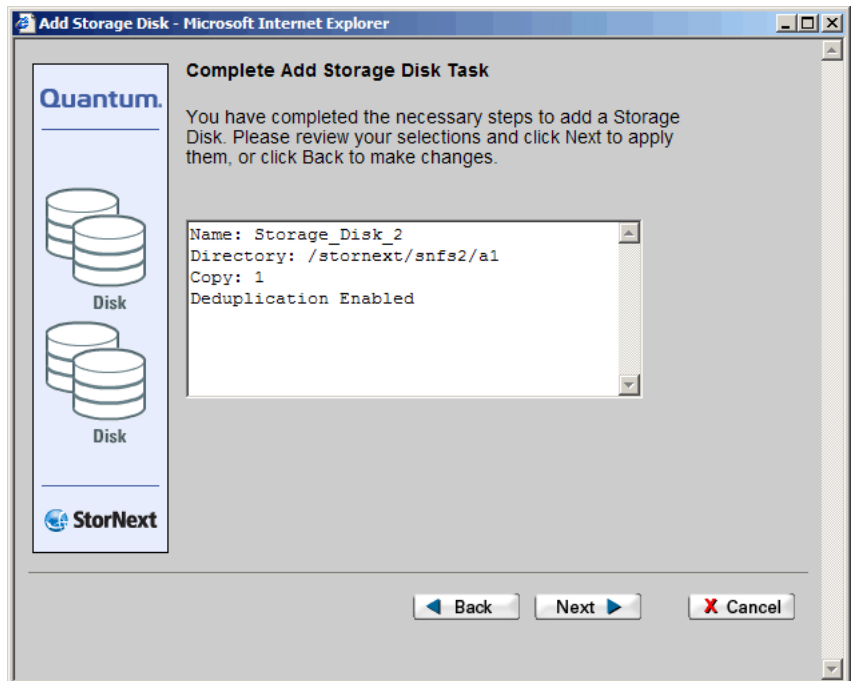 Add Storage Disk - Microsoft Internet Explorer
Quantum.
Disk
Disk
StorNext
Complete Add Storage Disk Task
You have completed the necessary steps to add a Storage
Disk. Please review your selections and click Next to apply
them, or click Back to make changes.
Name: Storage_Disk_2
Directory: /stornext/snfs2/a1
Copy: 1
Deduplication Enabled
Back
Next
X Cancel